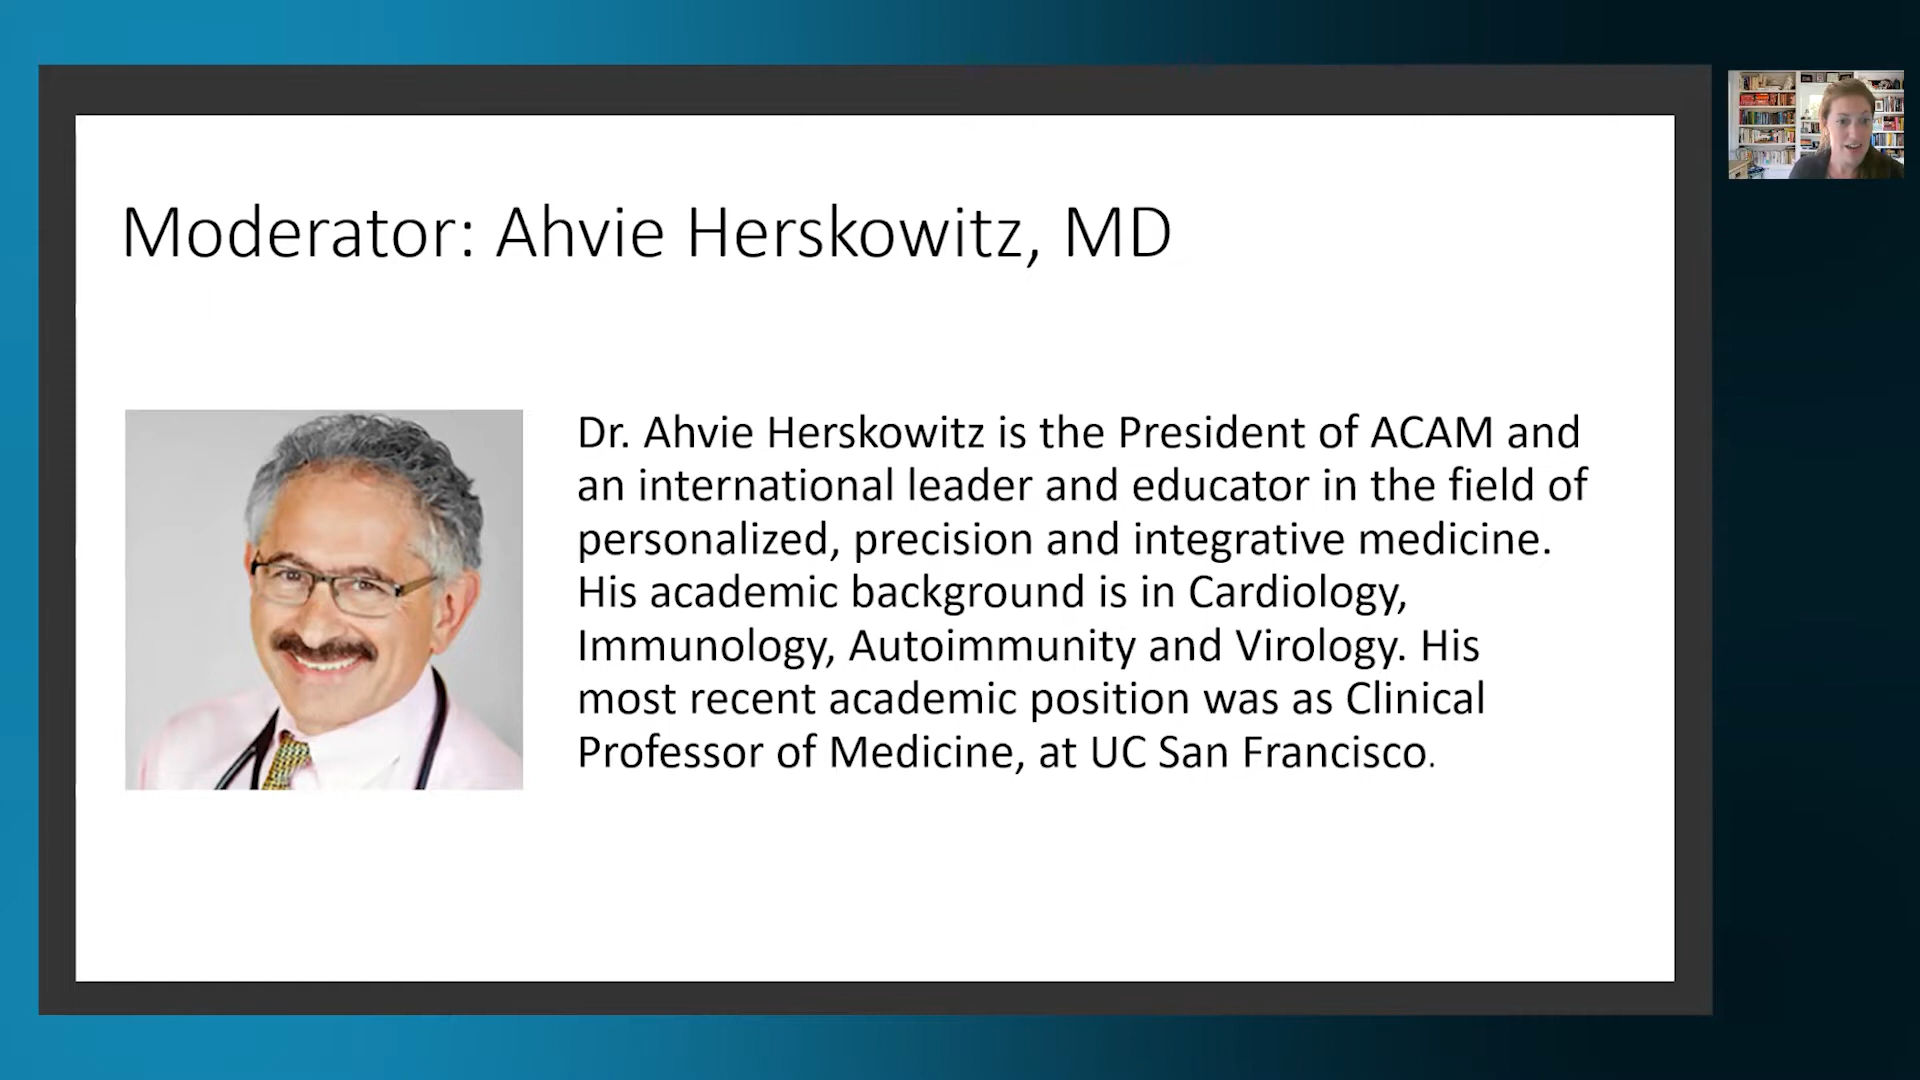 Moderator: Ahvie Herskowitz, MD
Dr. Ahvie Herskowitz is the President of ACAM and
an international leader and educator in the field of
personalized, precision and integrative medicine.
His academic background is in Cardiology,
Immunology, Autoimmunity and Virology. His
most recent academic position was as Clinical
Professor of Medicine, at UC San Francisco.